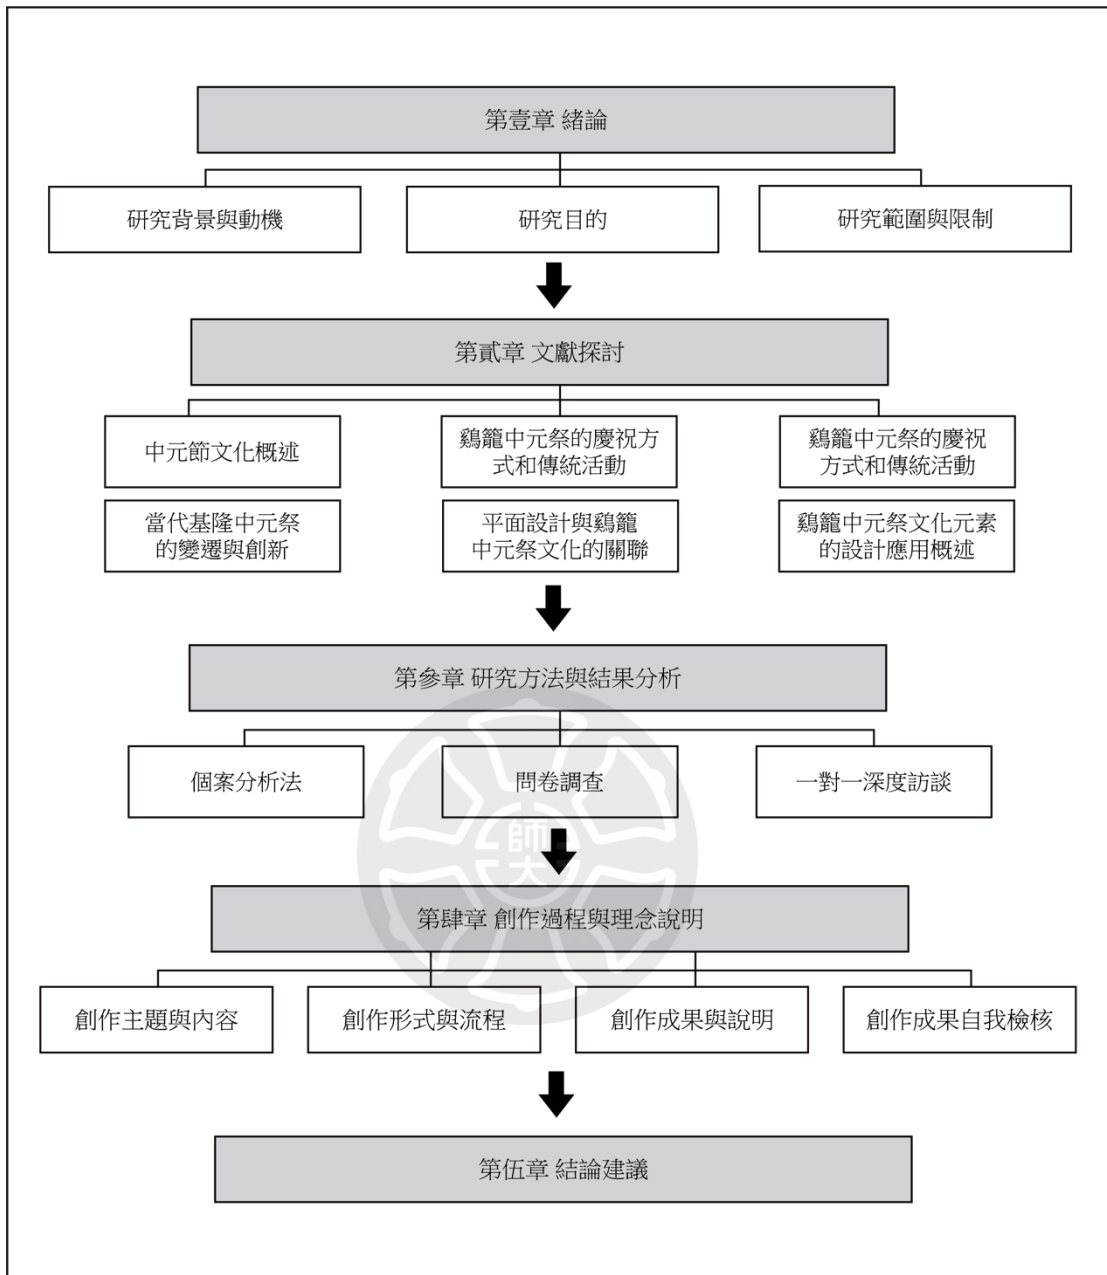 第壹章 緒論
研究背景與動機
研究目的
研究範圍與限制
第貳章 文獻探討
中元節文化概述
鷄籠中元祭的慶祝方
式和傳統活動
鷄籠中元祭的慶祝
方式和傳統活動
當代基隆中元祭
的變遷與創新
平面設計與鷄籠
中元祭文化的關聯
鷄籠中元祭文化元素
的設計應用概述
第參章 研究方法與結果分析
個案分析法
問卷調查
一對一深度訪談
師大
第肆章 創作過程與理念說明
創作主題與內容
創作形式與流程
創作成果與說明
創作成果自我檢核
第伍章 結論建議